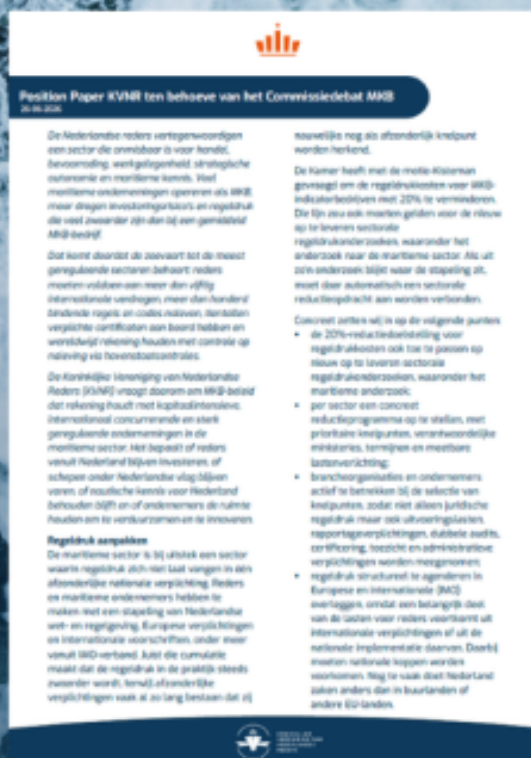 Position Paper KVNR ten behoeve van het Commissiedebat MKB
De Nederlandse reders vertegenwoordigen
een sector die onmisbaar is voor handel,
bevoorrading, werkgelegenheid, strategische
autonomie en maritieme kennis. Veel
maritieme ondernemingen opereren als MKB,
maar dragen investeringsrisico's en regeldruk
die veel zwaarder zijn dan bij een gemiddeld
MKB-bedrijf.
Dat komt doordat de zeevaart tot de meest
gereguleerde sectoren behoort: reders
moeten voldoen aan meer dan vijftig
internationale verdragen, meer dan honderd
bindende regels en codes naleven, tientallen
verplichte certificaten aan boord hebben en
wereldwijd rekening houden met controle op
naleving via havenstaatcontroles.
De Koninklijke Vereniging van Nederlandse
Reders (KVNR) vraagt daarom om MKB-beleid
dat rekening houdt met kapitaalintensieve,
internationaal concurrerende en sterk
gereguleerde ondernemingen in de
maritieme sector. Het bepaalt of reders
vanuit Nederland blijven investeren, of
schepen onder Nederlandse vlag blijven
varen, of nautische kennis voor Nederland
behouden blijft en of ondernemers de ruimte
houden om te verduurzamen en te innoveren.
Regeldruk aanpakken
De maritieme sector is bij uitstek een sector
waarin regeldruk zich niet laat vangen in één
afzonderlijke nationale verplichting. Reders
en maritieme ondernemers hebben te
maken met een stapeling van Nederlandse
wet- en regelgeving, Europese verplichtingen
en internationale voorschriften, onder meer
vanuit IMO-verband. Juist die cumulatie
maakt dat de regeldruk in de praktijk steeds
zwaarder wordt, terwijl afzonderlijke
verplichtingen vaak al zo lang bestaan dat zij
nauwelijks nog als afzonderlijk knelpunt
worden herkend.
De Kamer heeft met de motie-Kisteman
gevraagd om de regeldrukkosten voor MKB-
indicatorbedrijven met 20% te verminderen.
Die lijn zou ook moeten gelden voor de nieuw
op te leveren sectorale
regeldrukonderzoeken, waaronder het
onderzoek naar de maritieme sector. Als uit
zo'n onderzoek blijkt waar de stapeling zit,
moet daar automatisch een sectorale
reductieopdracht aan worden verbonden.
Concreet zetten wij in op de volgende punten:
• de 20%-reductiedoelstelling voor
regeldrukkosten ook toe te passen op
nieuw op te leveren sectorale
regeldrukonderzoeken, waaronder het
maritieme onderzoek;
• per sector een concreet
reductieprogramma op te stellen, met
prioritaire knelpunten, verantwoordelijke
ministeries, termijnen en meetbare
lastenverlichting;
• brancheorganisaties en ondernemers
actief te betrekken bij de selectie van
knelpunten, zodat niet alleen juridische
regeldruk maar ook uitvoeringslasten,
rapportageverplichtingen, dubbele audits,
certificering, toezicht en administratieve
verplichtingen worden meegenomen;
• regeldruk structureel te agenderen in
Europese en internationale (IMO)
overleggen, omdat een belangrijk deel
van de lasten voor reders voortkomt uit
internationale verplichtingen of uit de
nationale implementatie daarvan. Daarbij
moeten nationale koppen worden
voorkomen. Nog te vaak doet Nederland
zaken anders dan in buurlanden of
andere EU-landen.